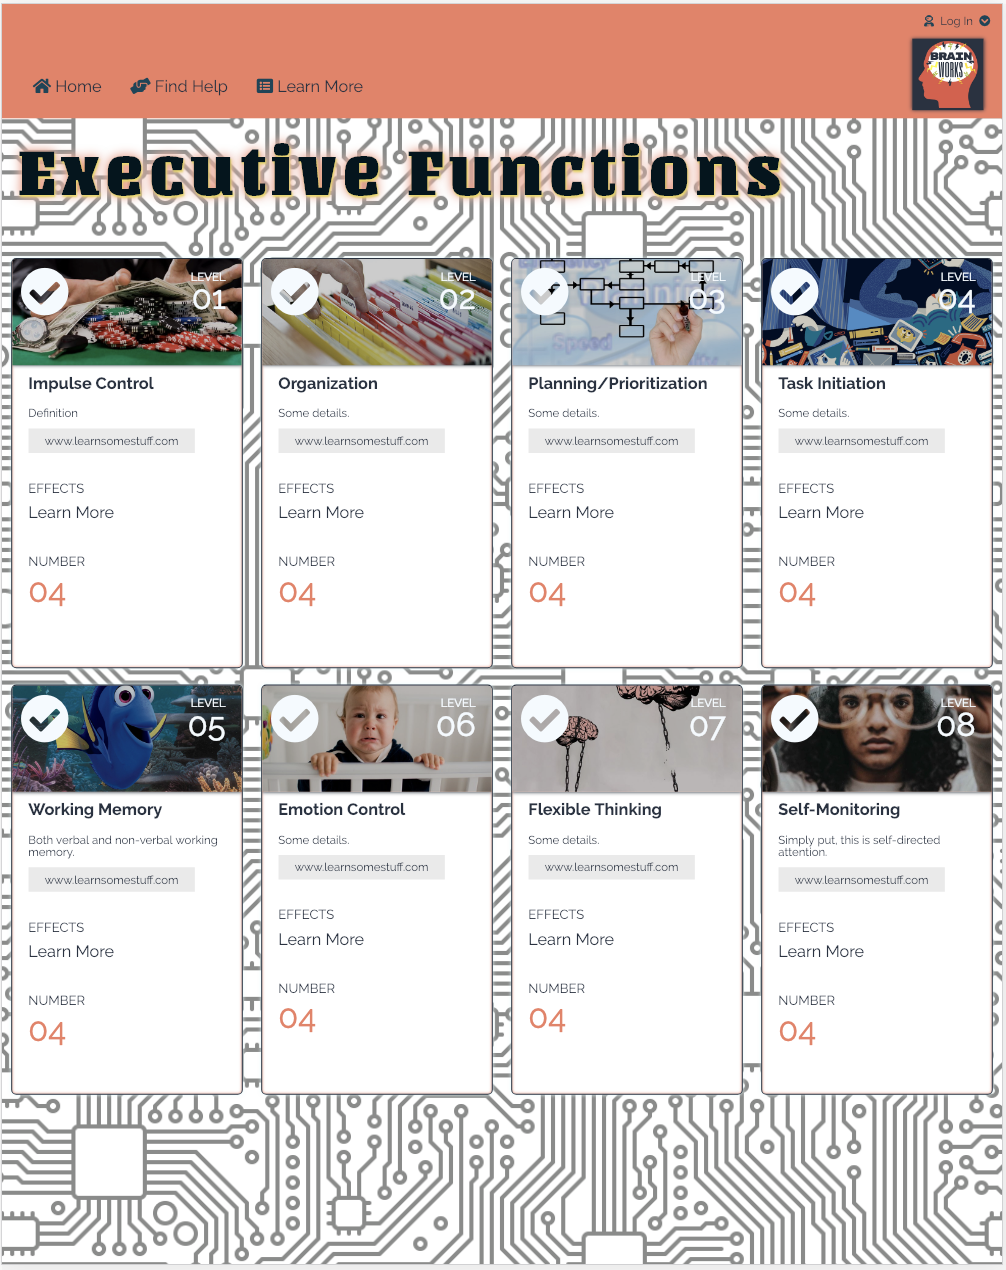 Log In
BRAIN
WORKS
Home
Find Help
Learn More
Executive Functions
LEVEL
01
Impulse Control
Definition
www.learnsomestuff.com
EFFECTS
Learn More
NUMBER
04
LEVEL
02
Organization
Some details.
www.learnsomestuff.com
EFFECTS
Learn More
NUMBER
04
LEVEL
03
Speed
Planning/Prioritization
Some details.
www.learnsomestuff.com
EFFECTS
Learn More
NUMBER
04
LEVEL
04
Task Initiation
Some details.
www.learnsomestuff.com
EFFECTS
Learn More
NUMBER
04
LEVEL
05
Working Memory
Both verbal and non-verbal working
memory.
www.learnsomestuff.com
EFFECTS
Learn More
NUMBER
04
LEVEL
06
Emotion Control
Some details.
www.learnsomestuff.com
EFFECTS
Learn More
NUMBER
04
LEVEL
07
Flexible Thinking
Some details.
www.learnsomestuff.com
EFFECTS
Learn More
NUMBER
04
LEVEL
08
Self-Monitoring
Simply put, this is self-directed
attention.
www.learnsomestuff.com
EFFECTS
Learn More
NUMBER
04